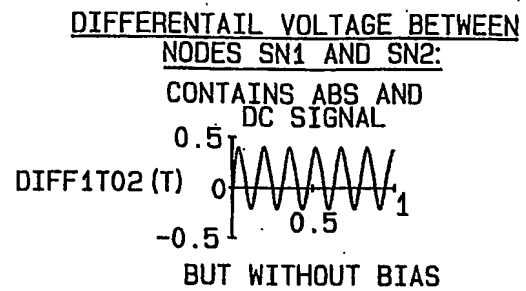 DIFFERENTAIL VOLTAGE BETWEEN
NODES SN1 AND SN2:
CONTAINS ABS AND
DC SIGNAL
0.5
DIFF1TO2(T) 0
0.5 1
-0.5
BUT WITHOUT BIAS